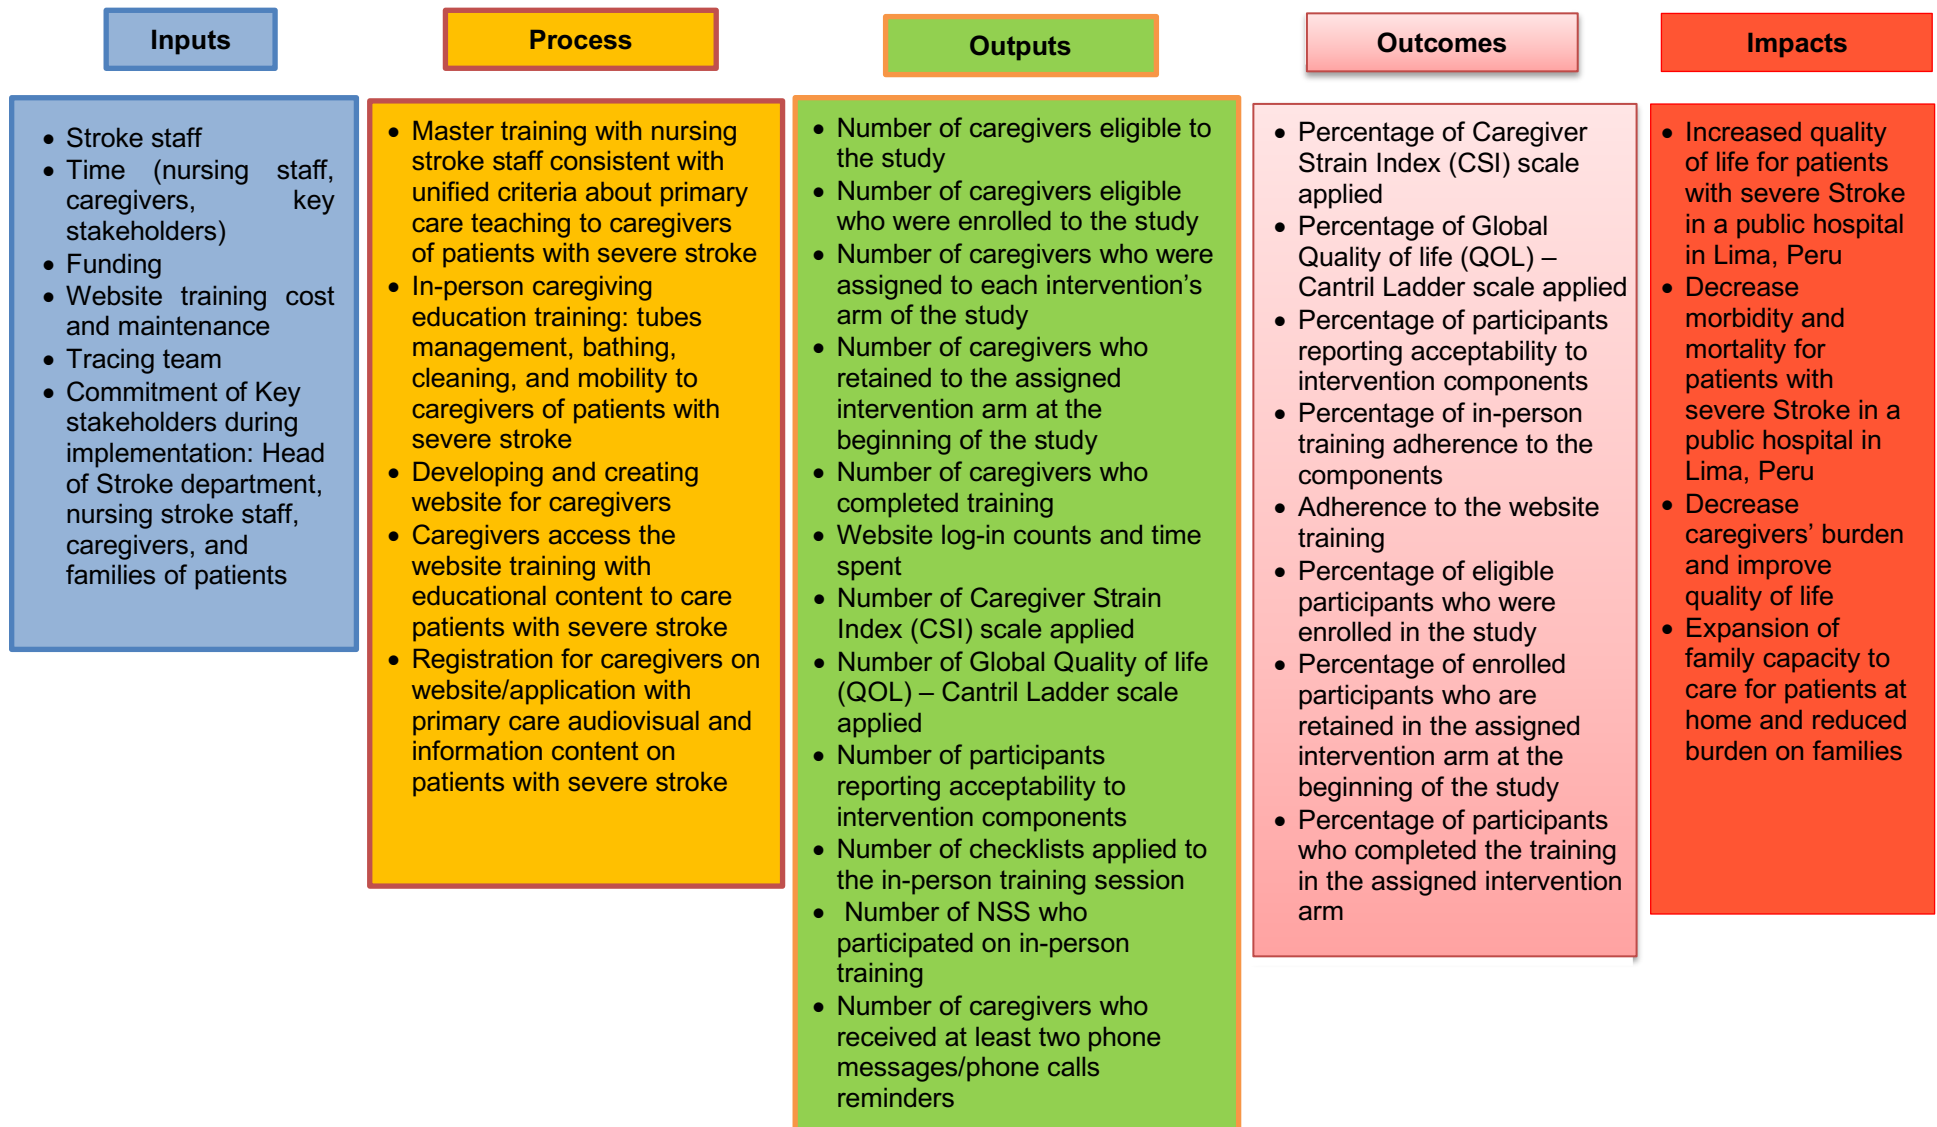 Inputs
Process
Outputs
Outcomes
Impacts
• Stroke staff
• Time (nursing staff,
caregivers, key
stakeholders)
• Funding
• Website training cost
and maintenance
• Tracing team
• Commitment of Key
stakeholders during
implementation: Head
of Stroke department,
nursing stroke staff,
caregivers, and
families of patients
• Master training with nursing
stroke staff consistent with
unified criteria about primary
care teaching to caregivers
of patients with severe stroke
• In-person caregiving
education training: tubes
management, bathing,
cleaning, and mobility to
caregivers of patients with
severe stroke
• Developing and creating
website for caregivers
• Caregivers access the
website training with
educational content to care
patients with severe stroke
• Registration for caregivers on
website/application with
primary care audiovisual and
information content on
patients with severe stroke
• Number of caregivers eligible to
the study
• Number of caregivers eligible
who were enrolled to the study
• Number of caregivers who were
assigned to each intervention’s
arm of the study
• Number of caregivers who
retained to the assigned
intervention arm at the
beginning of the study
• Number of caregivers who
completed training
• Website log-in counts and time
spent
• Number of Caregiver Strain
Index (CSI) scale applied
• Number of Global Quality of life
(QOL) – Cantril Ladder scale
applied
• Number of participants
reporting acceptability to
intervention components
• Number of checklists applied to
the in-person training session
• Number of NSS who
participated on in-person
training
• Number of caregivers who
received at least two phone
messages/phone calls
reminders
• Percentage of Caregiver
Strain Index (CSI) scale
applied
• Percentage of Global
Quality of life (QOL) –
Cantril Ladder scale applied
• Percentage of participants
reporting acceptability to
intervention components
• Percentage of in-person
training adherence to the
components
• Adherence to the website
training
• Percentage of eligible
participants who were
enrolled in the study
• Percentage of enrolled
participants who are
retained in the assigned
intervention arm at the
beginning of the study
• Percentage of participants
who completed the training
in the assigned intervention
arm
• Increased quality
of life for patients
with severe Stroke
in a public hospital
in Lima, Peru
• Decrease
morbidity and
mortality for
patients with
severe Stroke in a
public hospital in
Lima, Peru
• Decrease
caregivers’ burden
and improve
quality of life
• Expansion of
family capacity to
care for patients at
home and reduced
burden on families